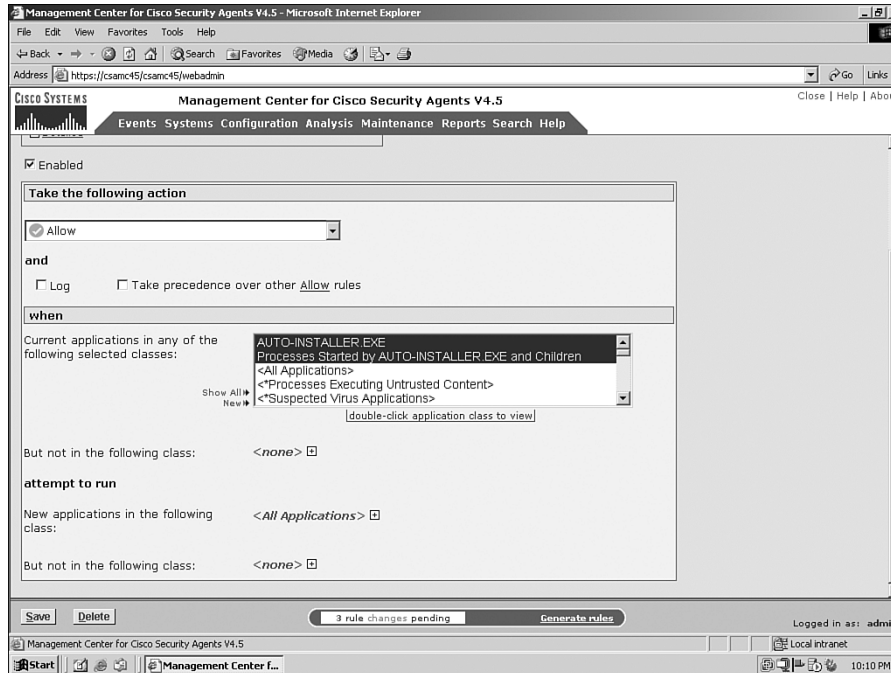 Management Center for Cisco Security Agents V4.5 - Microsoft Internet Explorer
File Edit View Favorites Tools Help
Back Search Favorites Media
Address https://csamc45/csamc45/webadmin Go Links
CISCO SYSTEMS
Management Center for Cisco Security Agents V4.5
Close | Help | Abou
Events Systems Configuration Analysis Maintenance Reports Search Help
Enabled
Take the following action
Allow
and
Log Take precedence over other Allow rules
when
Current applications in any of the following selected classes:
AUTO-INSTALLER.EXE
Processes Started by AUTO-INSTALLER.EXE and Children
<All Applications>
<*Processes Executing Untrusted Content>
<*Suspected Virus Applications>
Show All
New
double-click application class to view
But not in the following class: <none>
attempt to run
New applications in the following class: <All Applications>
But not in the following class: <none>
Save Delete 3 rule changes pending Generate rules
Logged in as: admi
Management Center for Cisco Security Agents V4.5 Local intranet
Start Management Center f... 10:10 PM